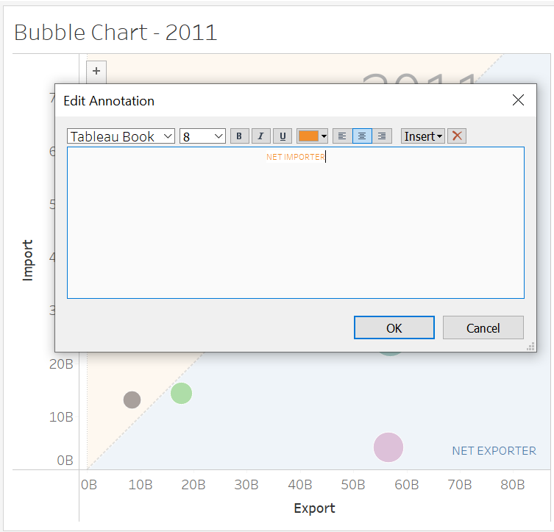 Bubble Chart - 2011
+
2011
Edit Annotation
Tableau Book 8 B I U Insert
NET IMPORTER
OK Cancel
Import
7
6
5
4
3
20B
10B
0B
NET EXPORTER
0B 10B 20B 30B 40B 50B 60B 70B 80B
Export